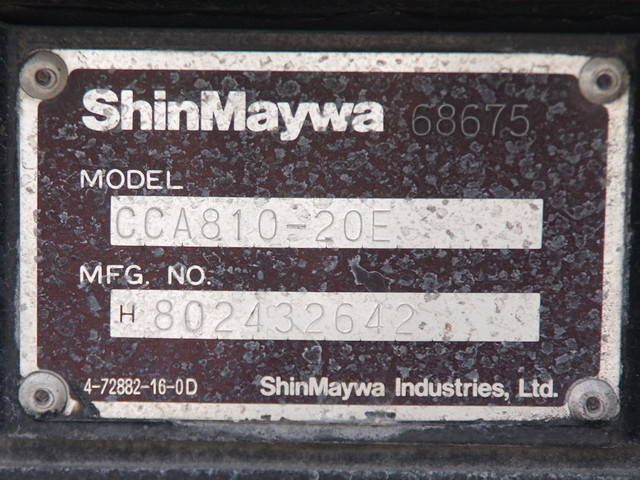 ShinMaywa 68675
MODEL
CCA810-20E
MFG. NO.
H 802432642
4-72882-16-0D ShinMaywa Industries, Ltd.